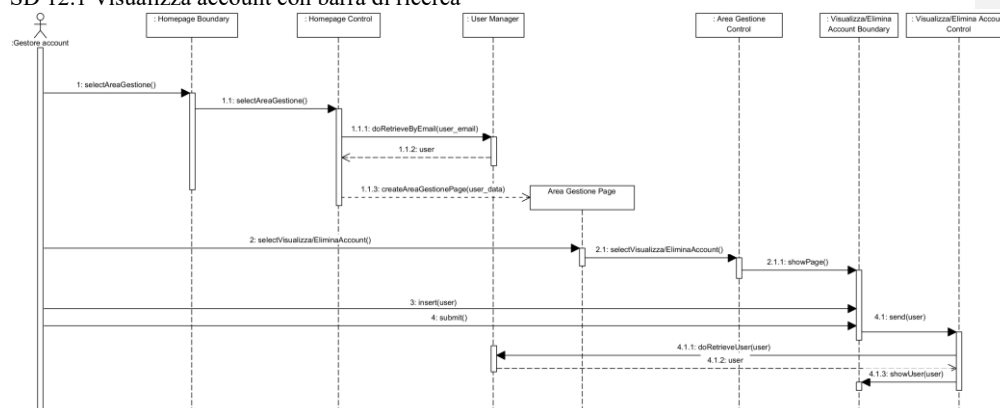 SD 12.1 Visualizza account con barra di ricerca
: Homepage Boundary
: Homepage Control
: User Manager
: Area Gestione
Control
: Visualizza/Elimina
Account Boundary
: Visualizza/Elimina Accou
Control
:Gestore account
1: selectAreaGestione()
1.1: selectAreaGestione()
1.1.1: doRetrieveByEmail(user_email)
1.1.2: user
1.1.3: createAreaGestionePage(user_data)
Area Gestione Page
2: selectVisualizza/EliminaAccount()
2.1: selectVisualizza/EliminaAccount()
2.1.1: showPage()
3: insert(user)
4: submit()
4.1: send(user)
4.1.1: doRetrieveUser(user)
4.1.2: user
4.1.3: showUser(user)